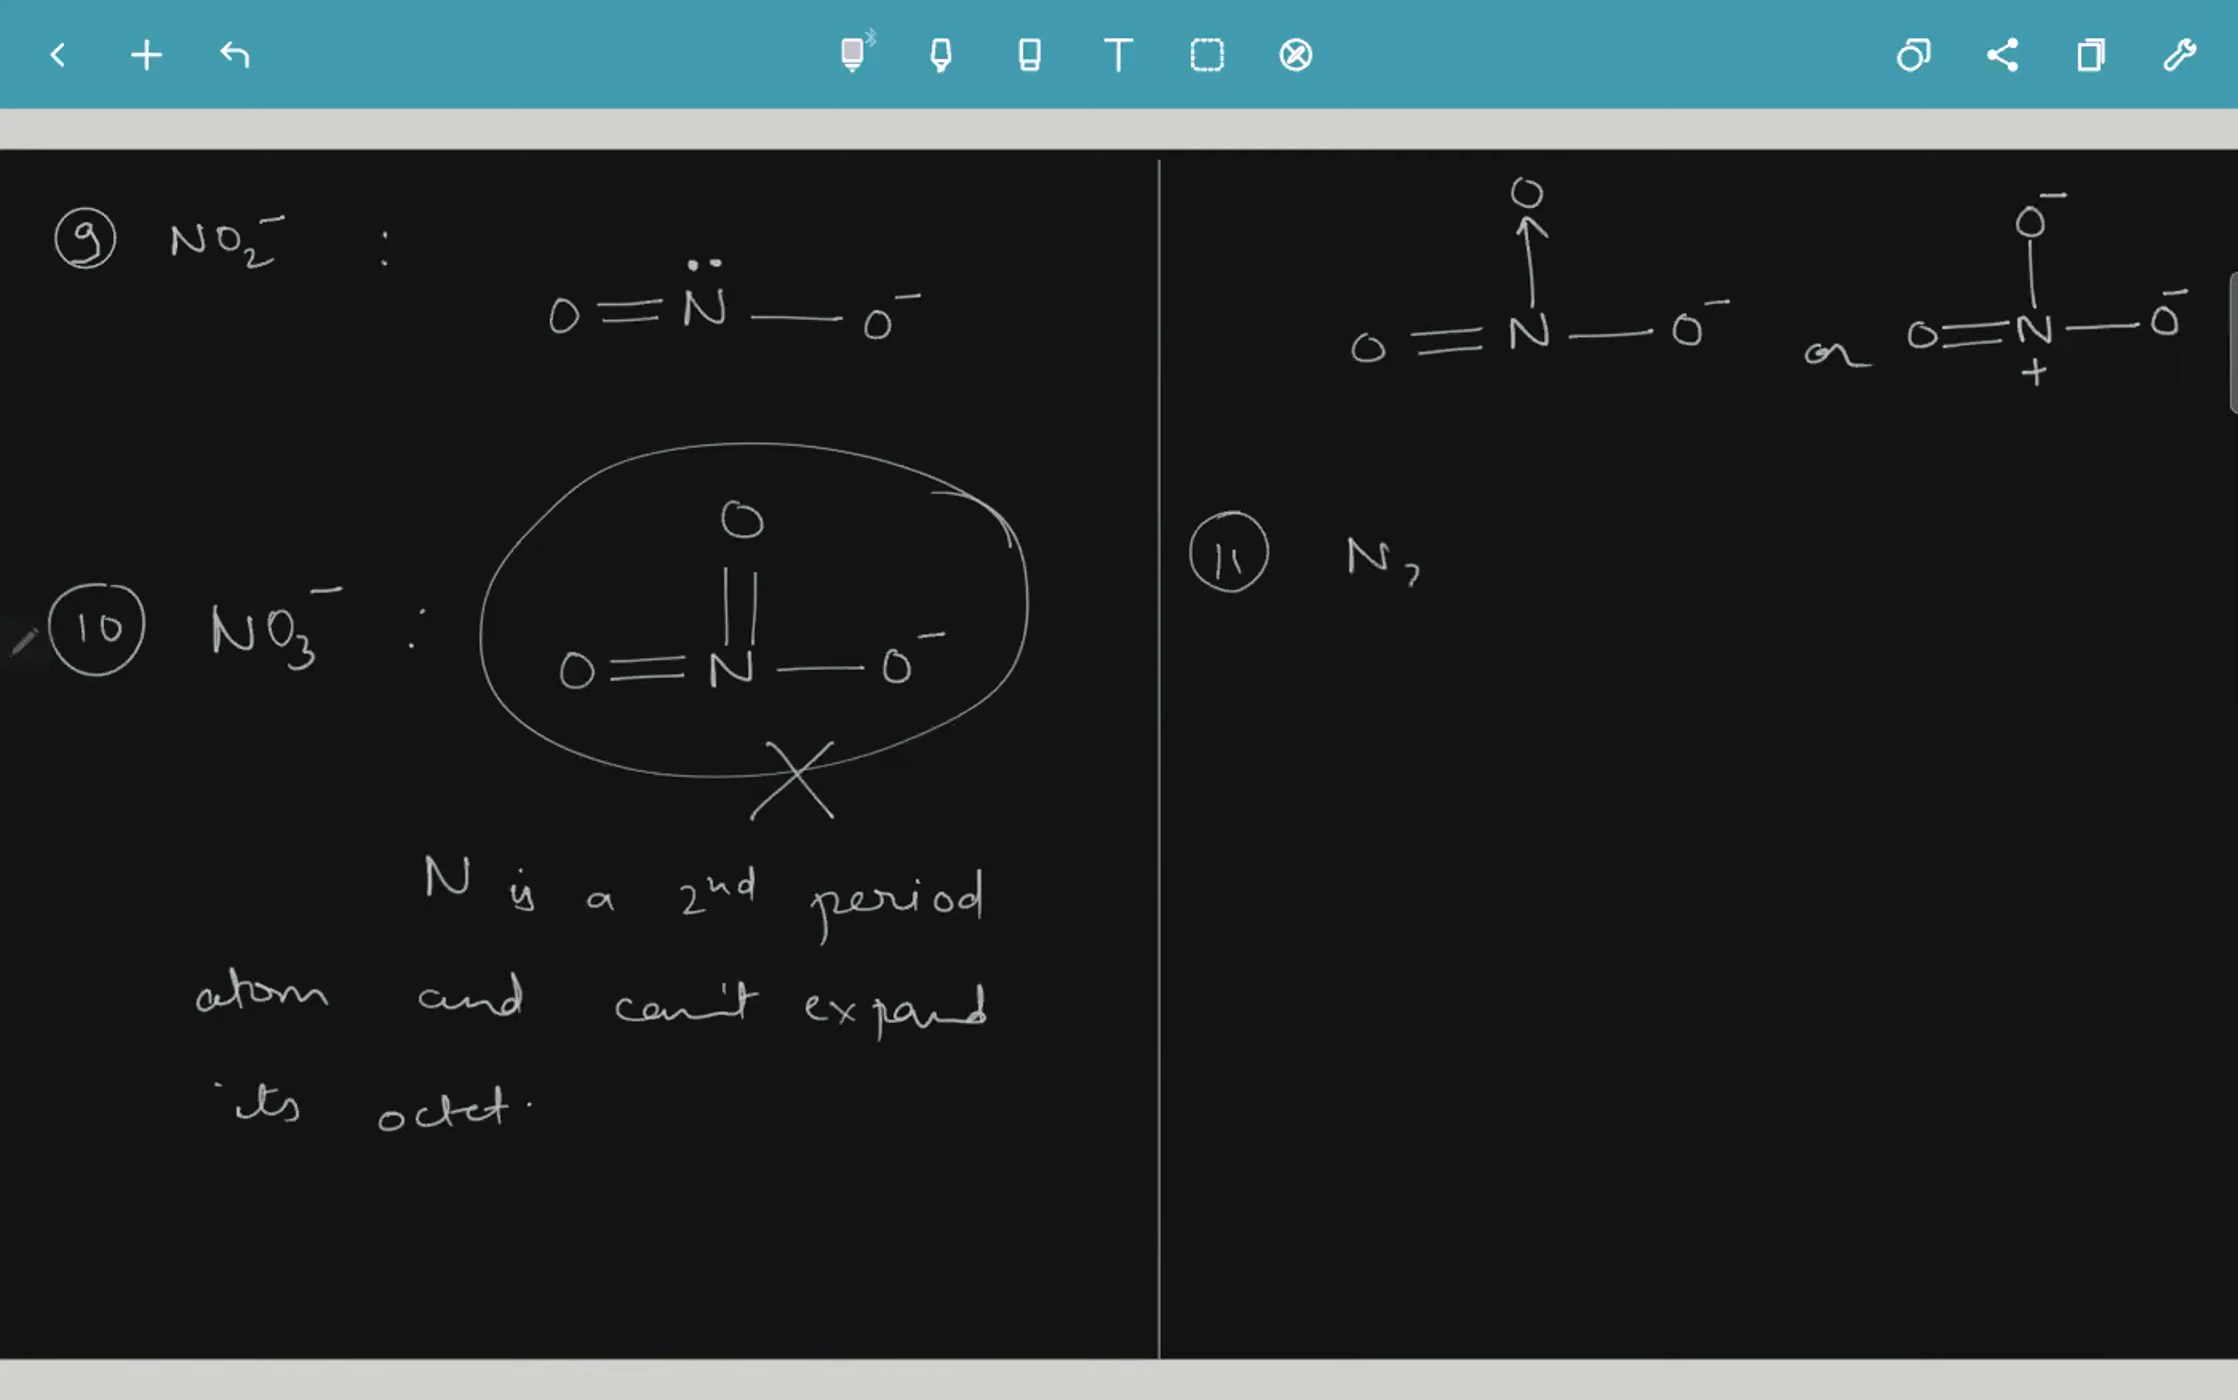 9 NO₂⁻ :
O=N̈—O⁻
10 NO₃⁻ :
O
||
O=N—O⁻
X
N is a 2nd period
atom and can't expand
its octet.
O
↑
O=N—O⁻ or
O⁻
|
O=N—O⁻
+
11 N₂